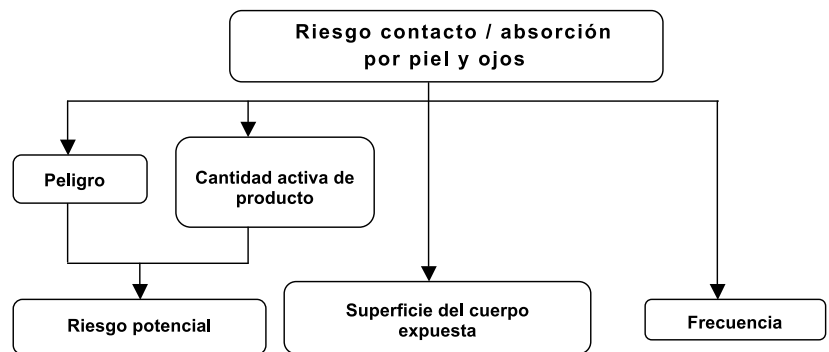 Riesgo contacto / absorción
por piel y ojos
Peligro
Cantidad activa de
producto
Riesgo potencial
Superficie del cuerpo
expuesta
Frecuencia